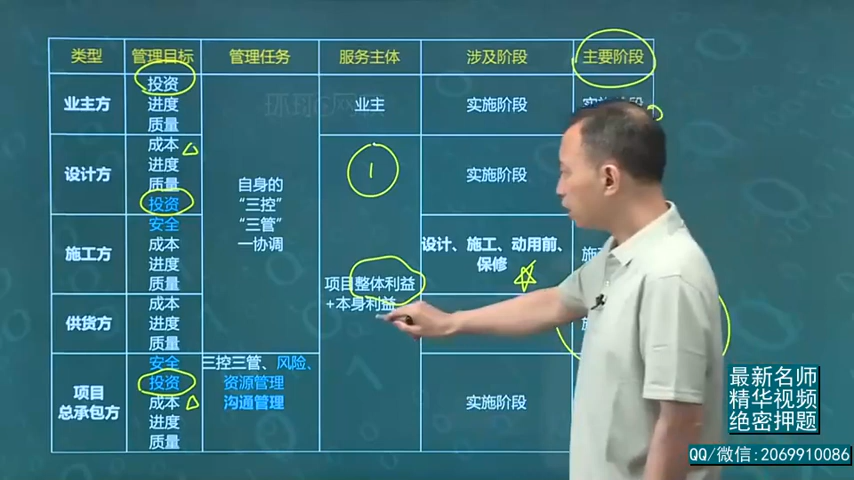 类型 管理目标 管理任务 服务主体 涉及阶段 主要阶段
业主方 投资 进度 质量 业主 实施阶段
设计方 成本 进度 质量 投资 实施阶段
自身的
“三控”
“三管”
一协调
施工方 安全 成本 进度 质量
设计、施工、动用前、
保修
项目整体利益
+本身利益
供货方 成本 进度 质量
项目
总承包方
安全
投资
成本
进度
质量
三控三管、风险、
资源管理
沟通管理
实施阶段
1
最新名师
精华视频
绝密押题
QQ/微信:2069910086